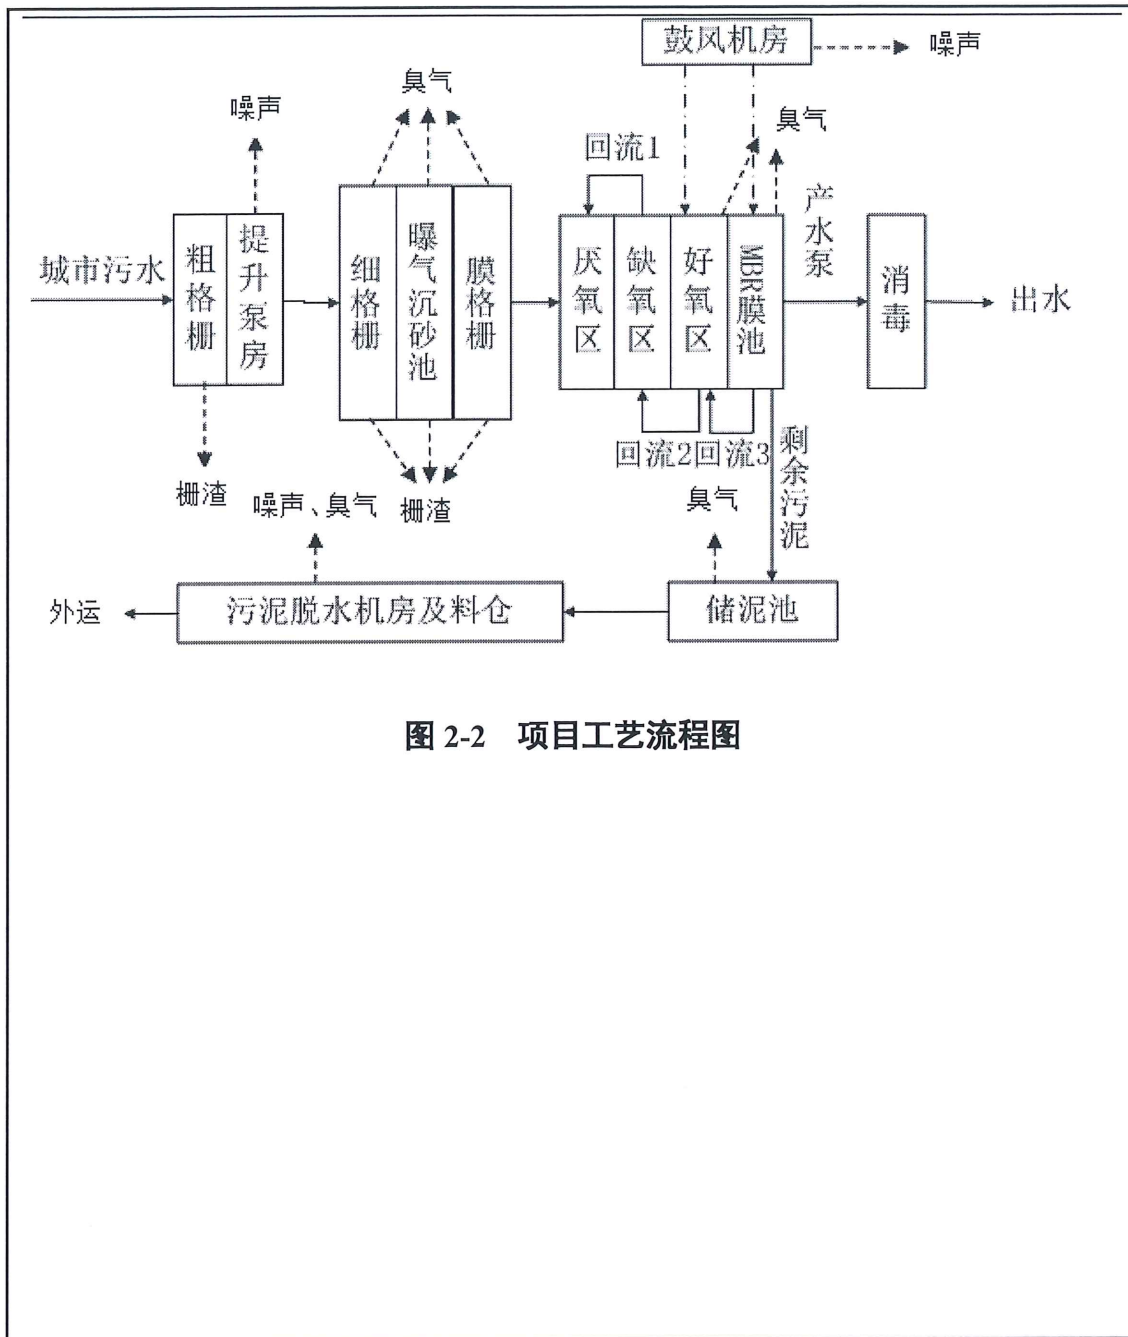 鼓风机房
噪声
臭气
噪声
臭气
回流1
产水泵
城市污水
粗格栅
提升泵房
细格栅
曝气沉砂池
膜格栅
厌氧区
缺氧区
好氧区
MBR膜池
消毒
出水
回流2
回流3
剩余污泥
栅渣
噪声、臭气
栅渣
臭气
外运
污泥脱水机房及料仓
储泥池
图 2-2 项目工艺流程图